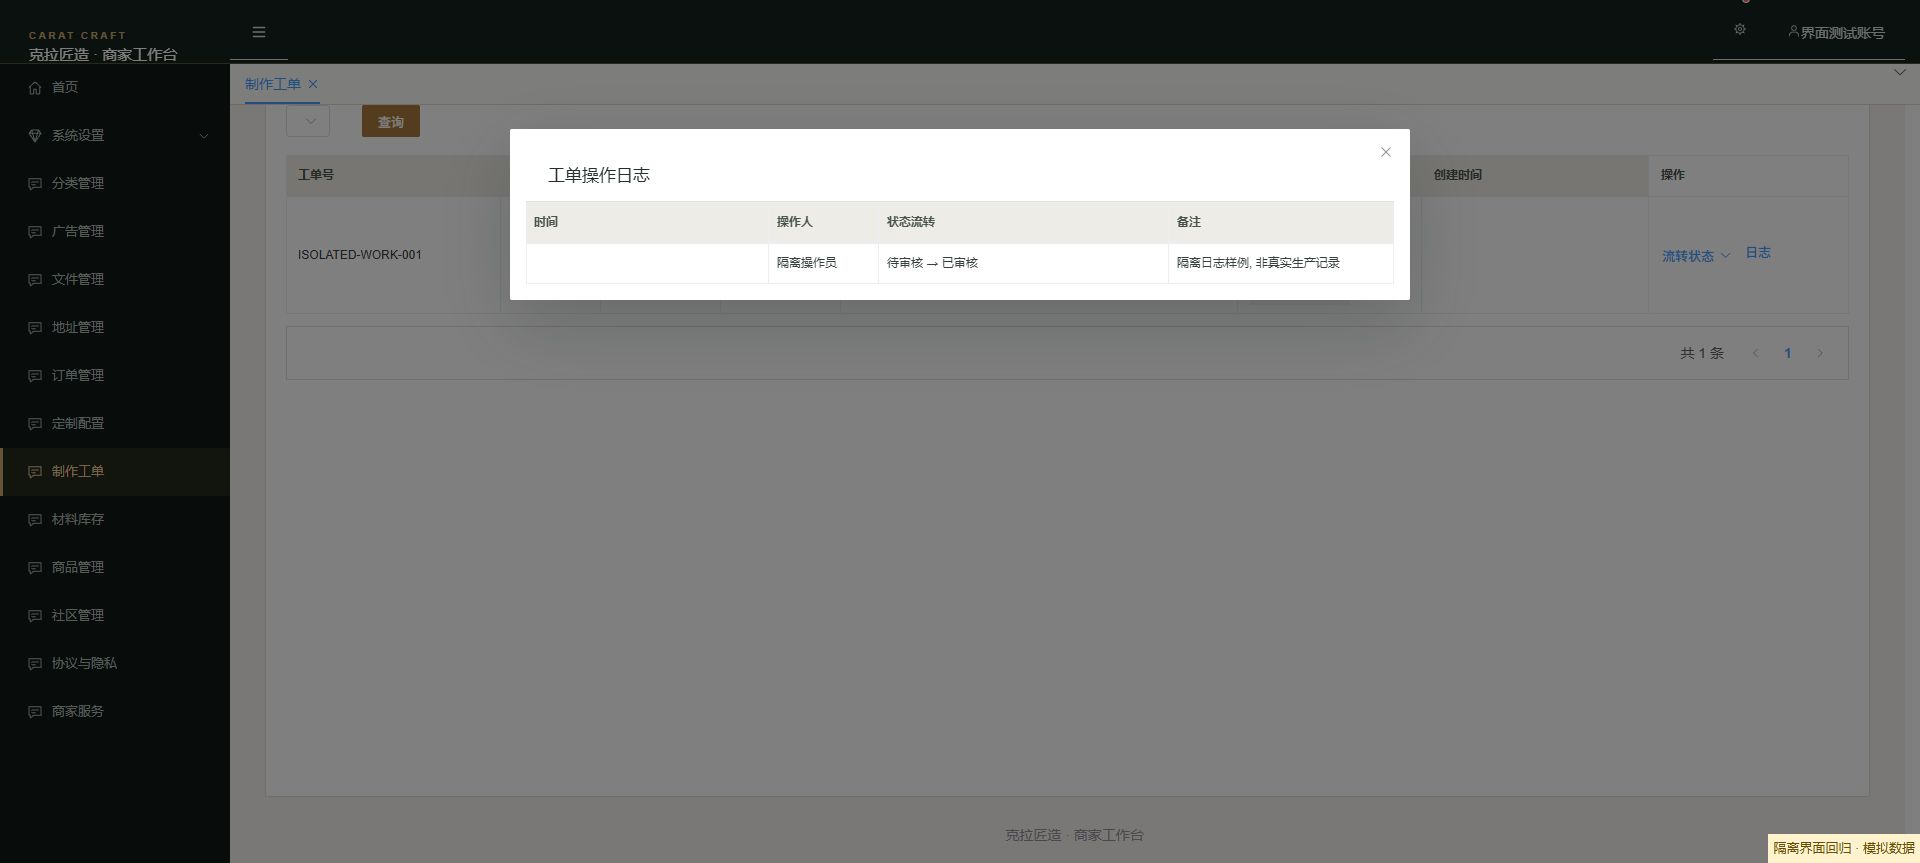 CARAT CRAFT
克拉匠造 · 商家工作台
界面测试账号
首页
系统设置
分类管理
广告管理
文件管理
地址管理
订单管理
定制配置
制作工单
材料库存
商品管理
社区管理
协议与隐私
商家服务
制作工单
查询
工单号 创建时间 操作
ISOLATED-WORK-001 流转状态 日志
共 1 条 1
工单操作日志
时间 操作人 状态流转 备注
隔离操作员 待审核 → 已审核 隔离日志样例, 非真实生产记录
克拉匠造 · 商家工作台
隔离界面回归 · 模拟数据